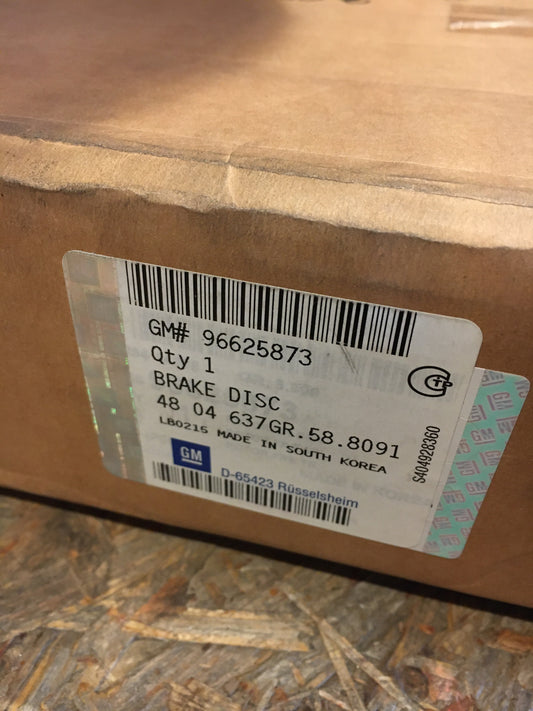 GM# 96625873
Qty 1
BRAKE DISC
48 04 637GR.58.8091
LB0216 MADE IN SOUTH KOREA
GM
D-65423 Rüsselsheim
S404928360